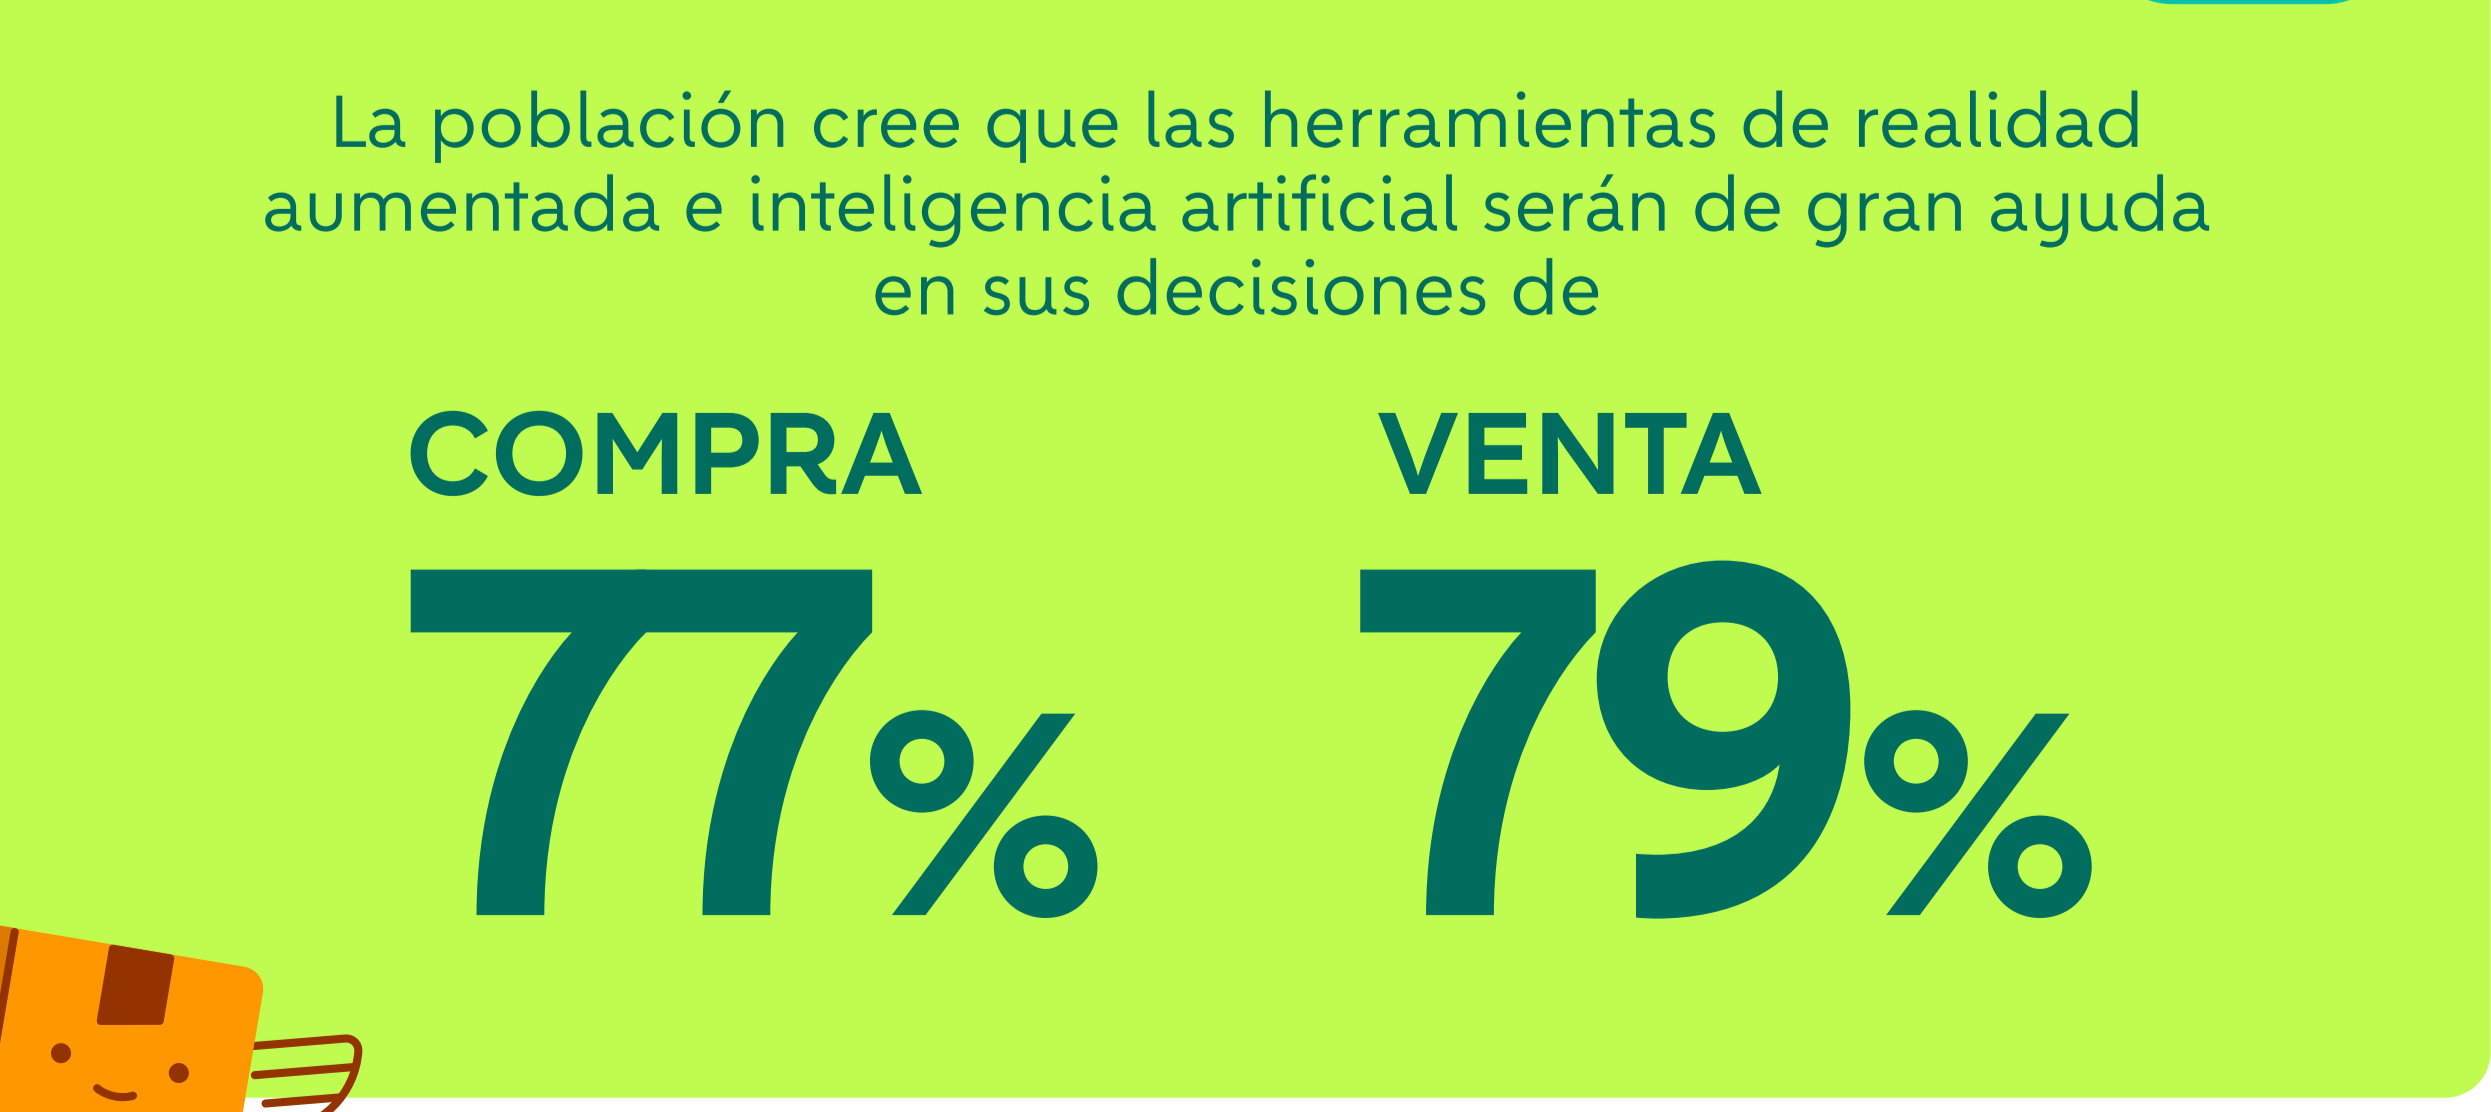 La población cree que las herramientas de realidad
aumentada e inteligencia artificial serán de gran ayuda
en sus decisiones de
COMPRA VENTA
77% 79%